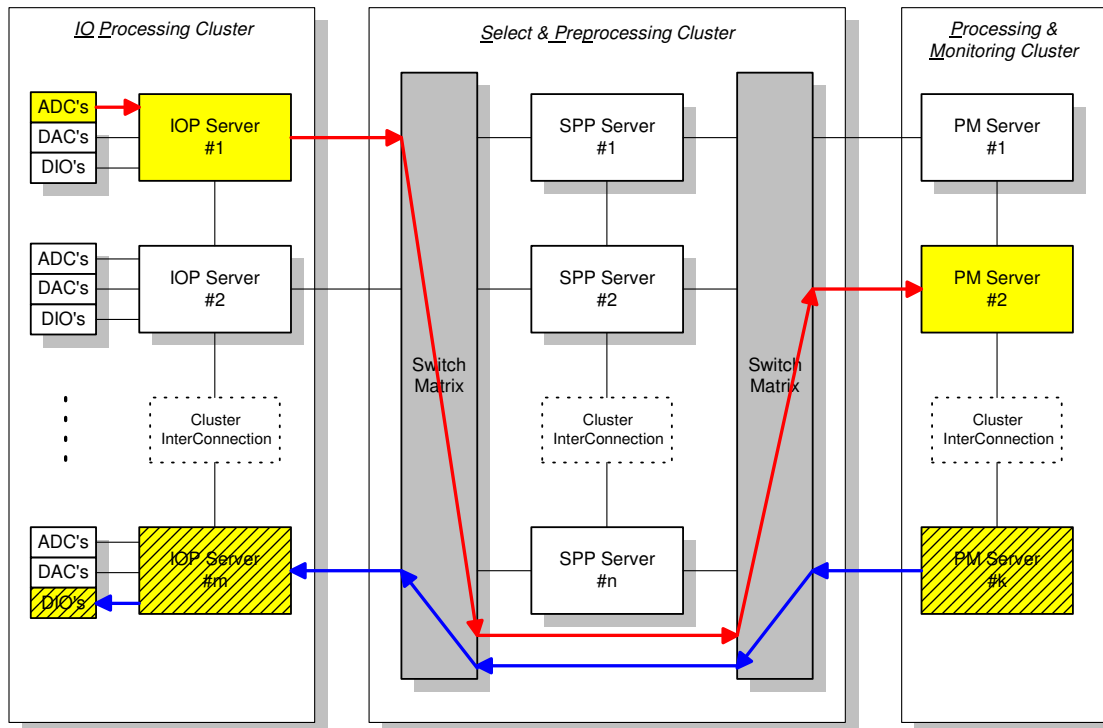 IO Processing Cluster
ADC's
DAC's
DIO's
IOP Server
#1
ADC's
DAC's
DIO's
IOP Server
#2
Cluster
InterConnection
ADC's
DAC's
DIO's
IOP Server
#m
Select & Preprocessing Cluster
Switch
Matrix
SPP Server
#1
SPP Server
#2
Cluster
InterConnection
SPP Server
#n
Switch
Matrix
Processing &
Monitoring Cluster
PM Server
#1
PM Server
#2
Cluster
InterConnection
PM Server
#k